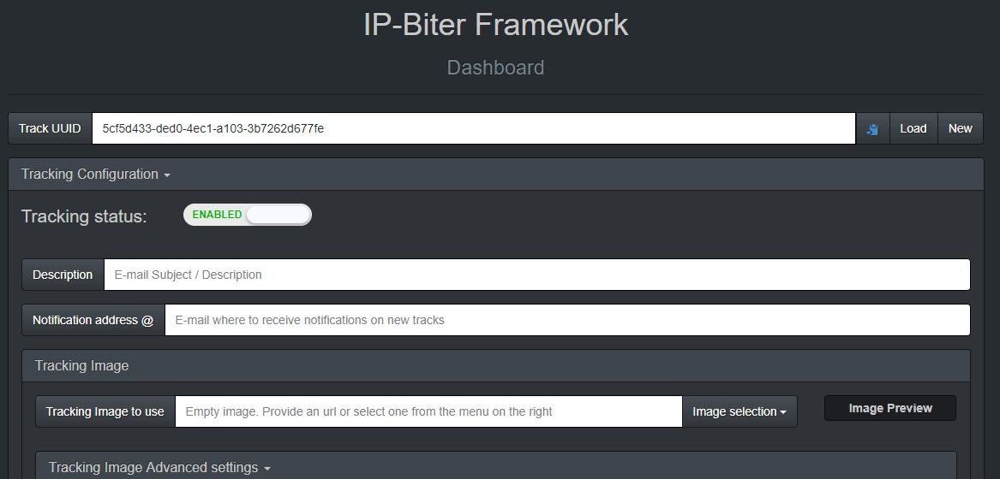 IP-Biter Framework
Dashboard
Track UUID 5cf5d433-ded0-4ec1-a103-3b7262d677fe Load New
Tracking Configuration
Tracking status: ENABLED
Description E-mail Subject / Description
Notification address @ E-mail where to receive notifications on new tracks
Tracking Image
Tracking Image to use Empty image. Provide an url or select one from the menu on the right Image selection Image Preview
Tracking Image Advanced settings